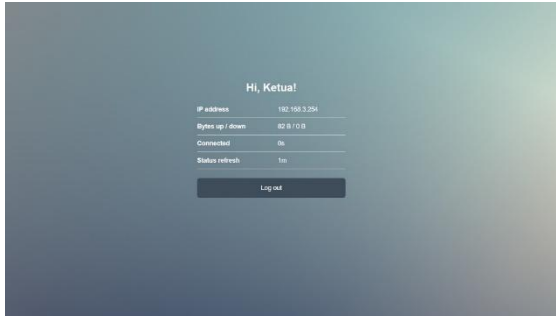 Hi, Ketua!
IP address 192.168.3.254
Bytes up / down 82 B / 0 B
Connected 0s
Status refresh 1m
Log out